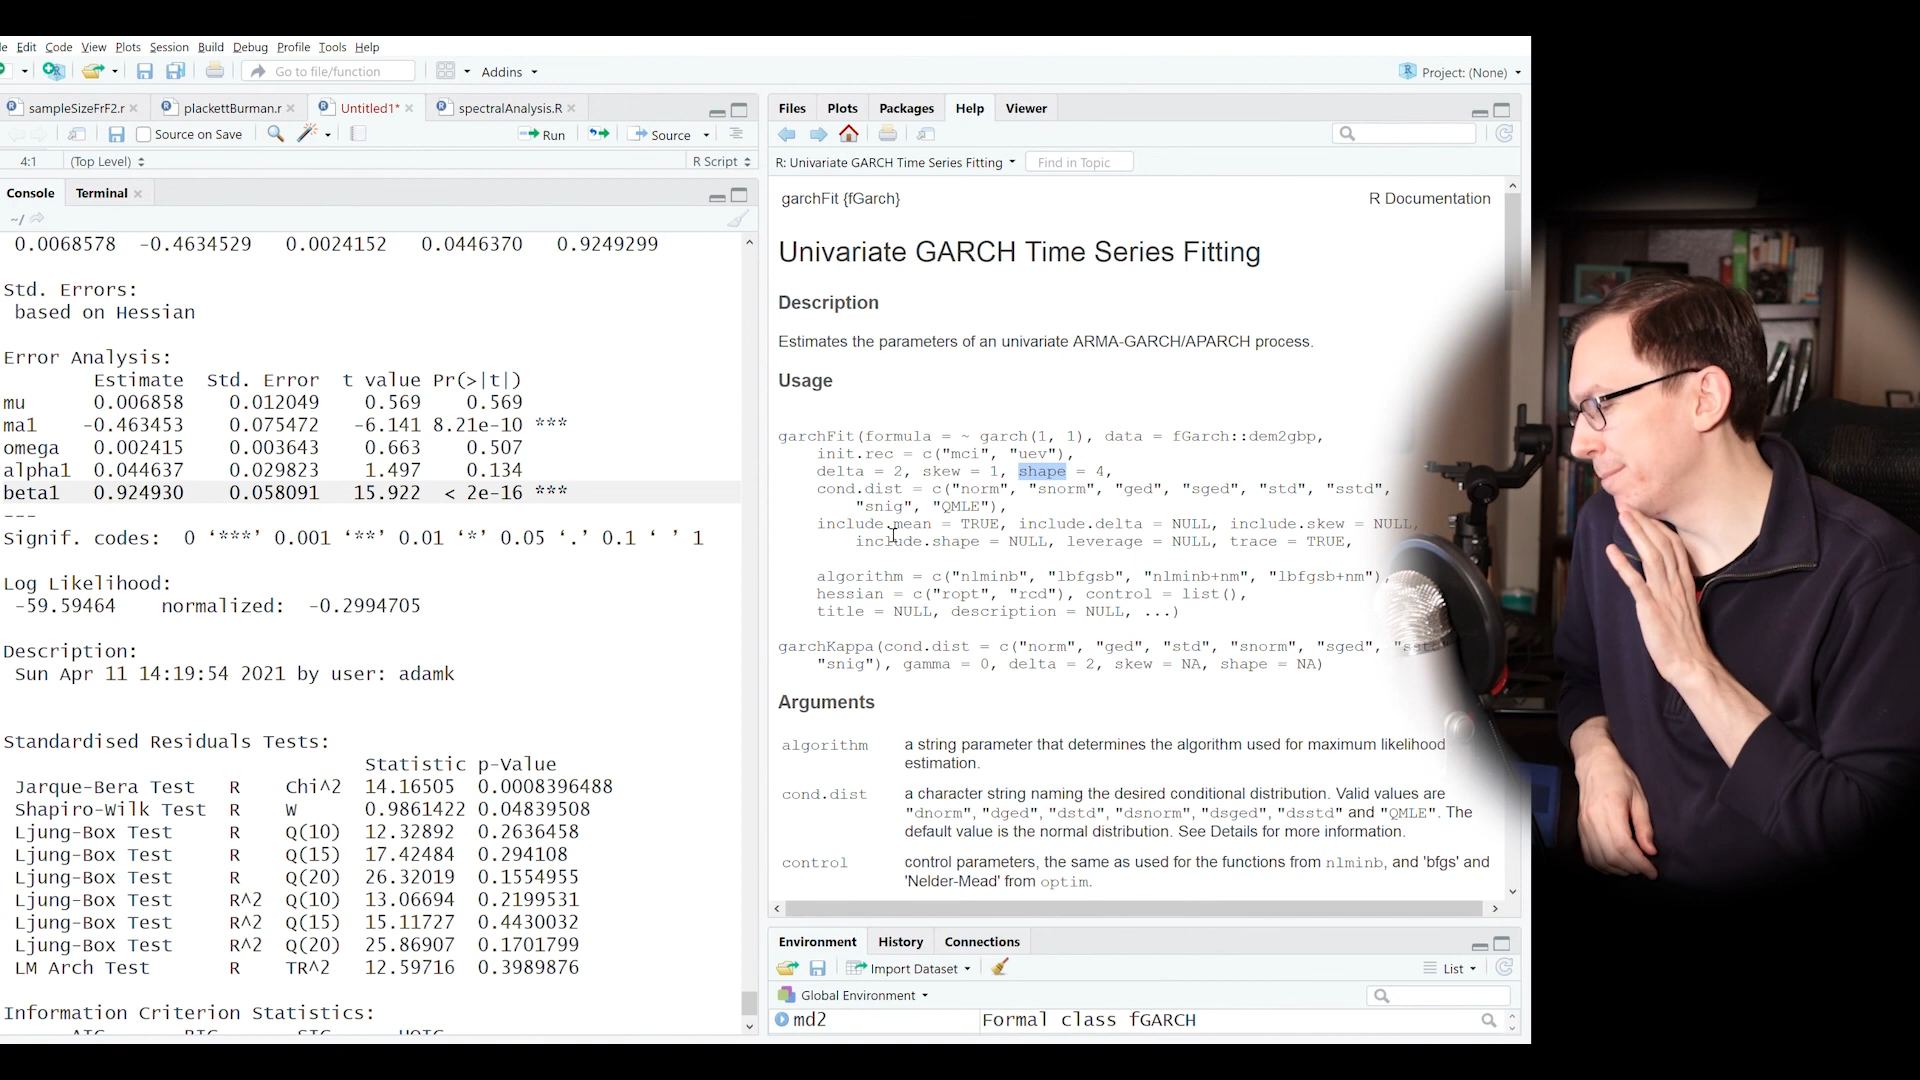 Edit Code View Plots Session Build Debug Profile Tools Help
Go to file/function
Addins
Project: (None)
sampleSizeFrF2.r
plackettBurman.r
Untitled1*
spectralAnalysis.R
Source on Save
Run
Source
4:1
(Top Level)
R Script
Console
Terminal
~/
0.0068578 -0.4634529 0.0024152 0.0446370 0.9249299
Std. Errors:
based on Hessian
Error Analysis:
Estimate Std. Error t value Pr(>|t|)
mu 0.006858 0.012049 0.569 0.569
ma1 -0.463453 0.075472 -6.141 8.21e-10 ***
omega 0.002415 0.003643 0.663 0.507
alpha1 0.044637 0.029823 1.497 0.134
beta1 0.924930 0.058091 15.922 < 2e-16 ***
---
Signif. codes: 0 ‘***’ 0.001 ‘**’ 0.01 ‘*’ 0.05 ‘.’ 0.1 ‘ ’ 1
Log Likelihood:
-59.59464 normalized: -0.2994705
Description:
Sun Apr 11 14:19:54 2021 by user: adamk
Standardised Residuals Tests:
Statistic p-Value
Jarque-Bera Test R Chi^2 14.16505 0.0008396488
Shapiro-Wilk Test R W 0.9861422 0.04839508
Ljung-Box Test R Q(10) 12.32892 0.2636458
Ljung-Box Test R Q(15) 17.42484 0.294108
Ljung-Box Test R Q(20) 26.32019 0.1554955
Ljung-Box Test R^2 Q(10) 13.06694 0.2199531
Ljung-Box Test R^2 Q(15) 15.11727 0.4430032
Ljung-Box Test R^2 Q(20) 25.86907 0.1701799
LM Arch Test R TR^2 12.59716 0.3989876
Information Criterion Statistics:
AIC BIC SIC HQIC
Files Plots Packages Help Viewer
R: Univariate GARCH Time Series Fitting
Find in Topic
garchFit {fGarch}
R Documentation
Univariate GARCH Time Series Fitting
Description
Estimates the parameters of an univariate ARMA-GARCH/APARCH process.
Usage
garchFit(formula = ~ garch(1, 1), data = fGarch::dem2gbp,
init.rec = c("mci", "uev"),
delta = 2, skew = 1, shape = 4,
cond.dist = c("norm", "snorm", "ged", "sged", "std", "sstd",
"snig", "QMLE"),
include.mean = TRUE, include.delta = NULL, include.skew = NULL,
include.shape = NULL, leverage = NULL, trace = TRUE,
algorithm = c("nlminb", "lbfgsb", "nlminb+nm", "lbfgsb+nm"),
hessian = c("ropt", "rcd"), control = list(),
title = NULL, description = NULL, ...)
garchKappa(cond.dist = c("norm", "ged", "std", "snorm", "sged", "sstd",
"snig"), gamma = 0, delta = 2, skew = NA, shape = NA)
Arguments
algorithm a string parameter that determines the algorithm used for maximum likelihood
estimation.
cond.dist a character string naming the desired conditional distribution. Valid values are
"dnorm", "dged", "dstd", "dsnorm", "dsged", "dsstd" and "QMLE". The
default value is the normal distribution. See Details for more information.
control control parameters, the same as used for the functions from nlminb, and 'bfgs' and
'Nelder-Mead' from optim.
Environment History Connections
Import Dataset
List
Global Environment
md2 Formal class fGARCH